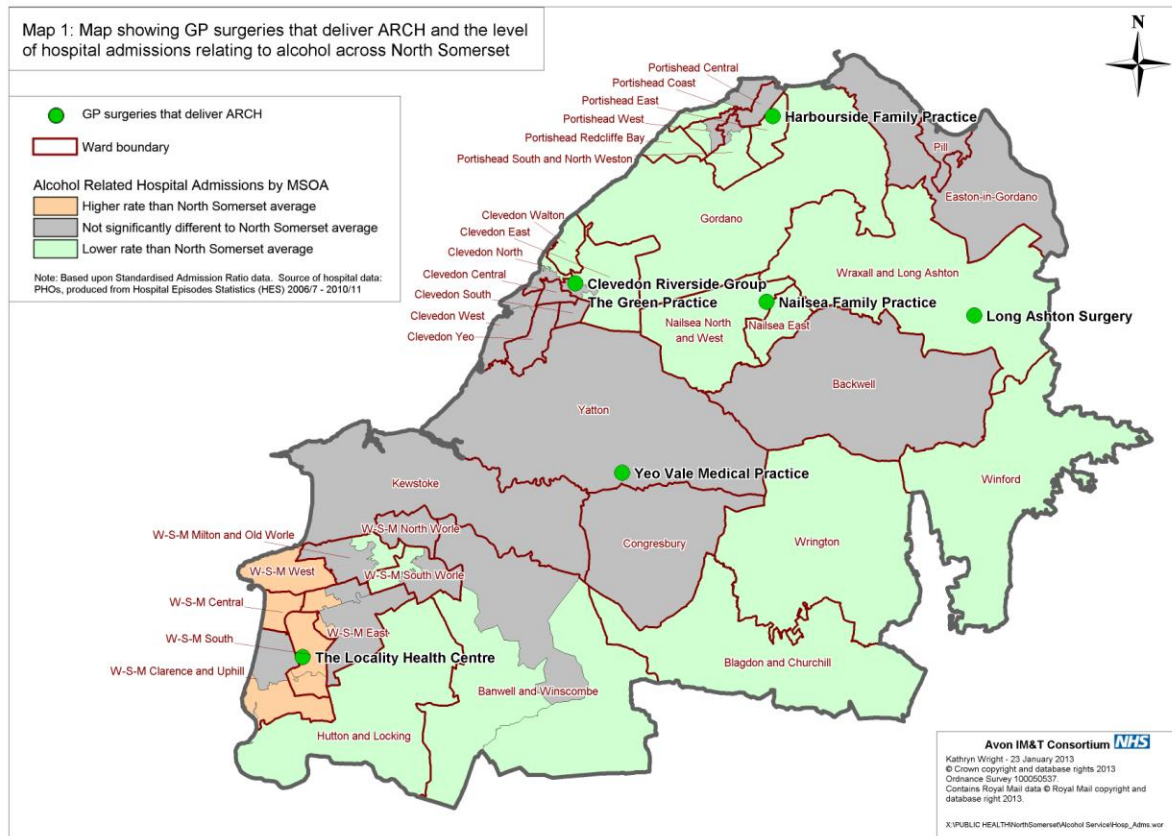 Map 1: Map showing GP surgeries that deliver ARCH and the level
of hospital admissions relating to alcohol across North Somerset
N
GP surgeries that deliver ARCH
Ward boundary
Alcohol Related Hospital Admissions by MSOA
Higher rate than North Somerset average
Not significantly different to North Somerset average
Lower rate than North Somerset average
Note: Based upon Standardised Admission Ratio data. Source of hospital data:
PHOs, produced from Hospital Episodes Statistics (HES) 2006/7 - 2010/11
Portishead Central
Portishead Coast
Portishead East
Portishead West
Portishead Redcliffe Bay
Portishead South and North Weston
Harbourside Family Practice
Pill
Easton-in-Gordano
Gordano
Clevedon Walton
Clevedon East
Clevedon North
Clevedon Central
Clevedon South
Clevedon West
Clevedon Yeo
Clevedon Riverside Group
The Green Practice
Wraxall and Long Ashton
Nailsea Family Practice
Nailsea North
and West
Nailsea East
Long Ashton Surgery
Backwell
Yatton
Yeo Vale Medical Practice
Winford
Kewstoke
Congresbury
Wrington
W-S-M Milton and Old Worle
W-S-M North Worle
W-S-M West
W-S-M South Worle
W-S-M Central
W-S-M East
W-S-M South
The Locality Health Centre
W-S-M Clarence and Uphill
Banwell and Winscombe
Blagdon and Churchill
Hutton and Locking
Avon IM&T Consortium NHS
Kathryn Wright - 23 January 2013
© Crown copyright and database rights 2013
Ordnance Survey 100050537.
Contains Royal Mail data © Royal Mail copyright and
database right 2013.
X:\PUBLIC HEALTH\NorthSomerset\Alcohol Service\Hosp_Adms.wor